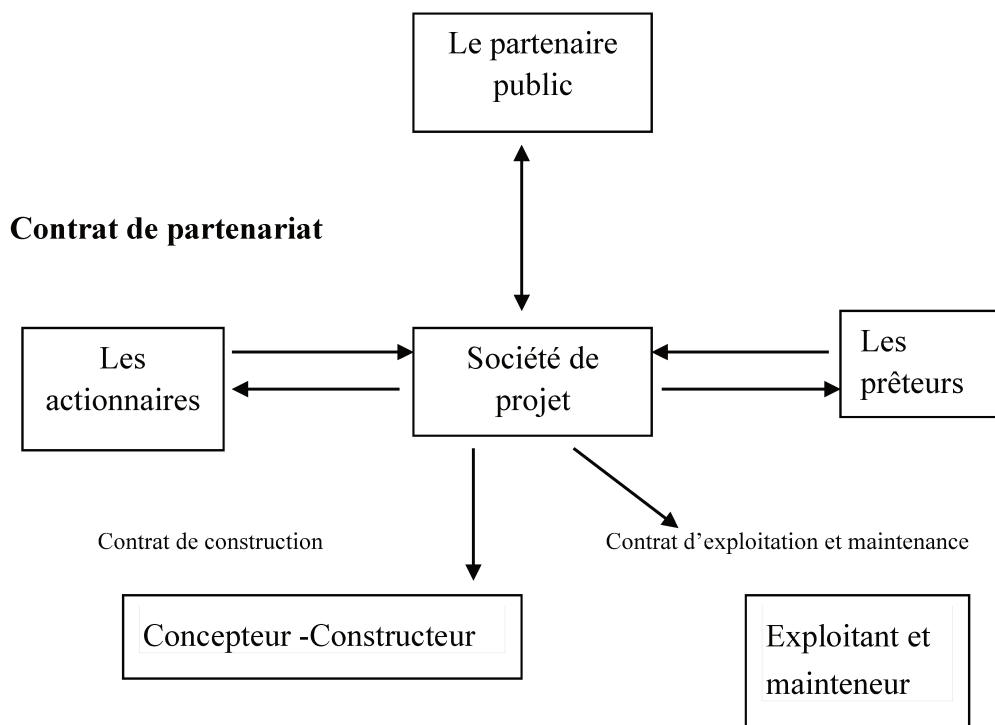 Le partenaire
public
Contrat de partenariat
Les
actionnaires
Société de
projet
Les
prêteurs
Contrat de construction
Contrat d’exploitation et maintenance
Concepteur -Constructeur
Exploitant et
mainteneur